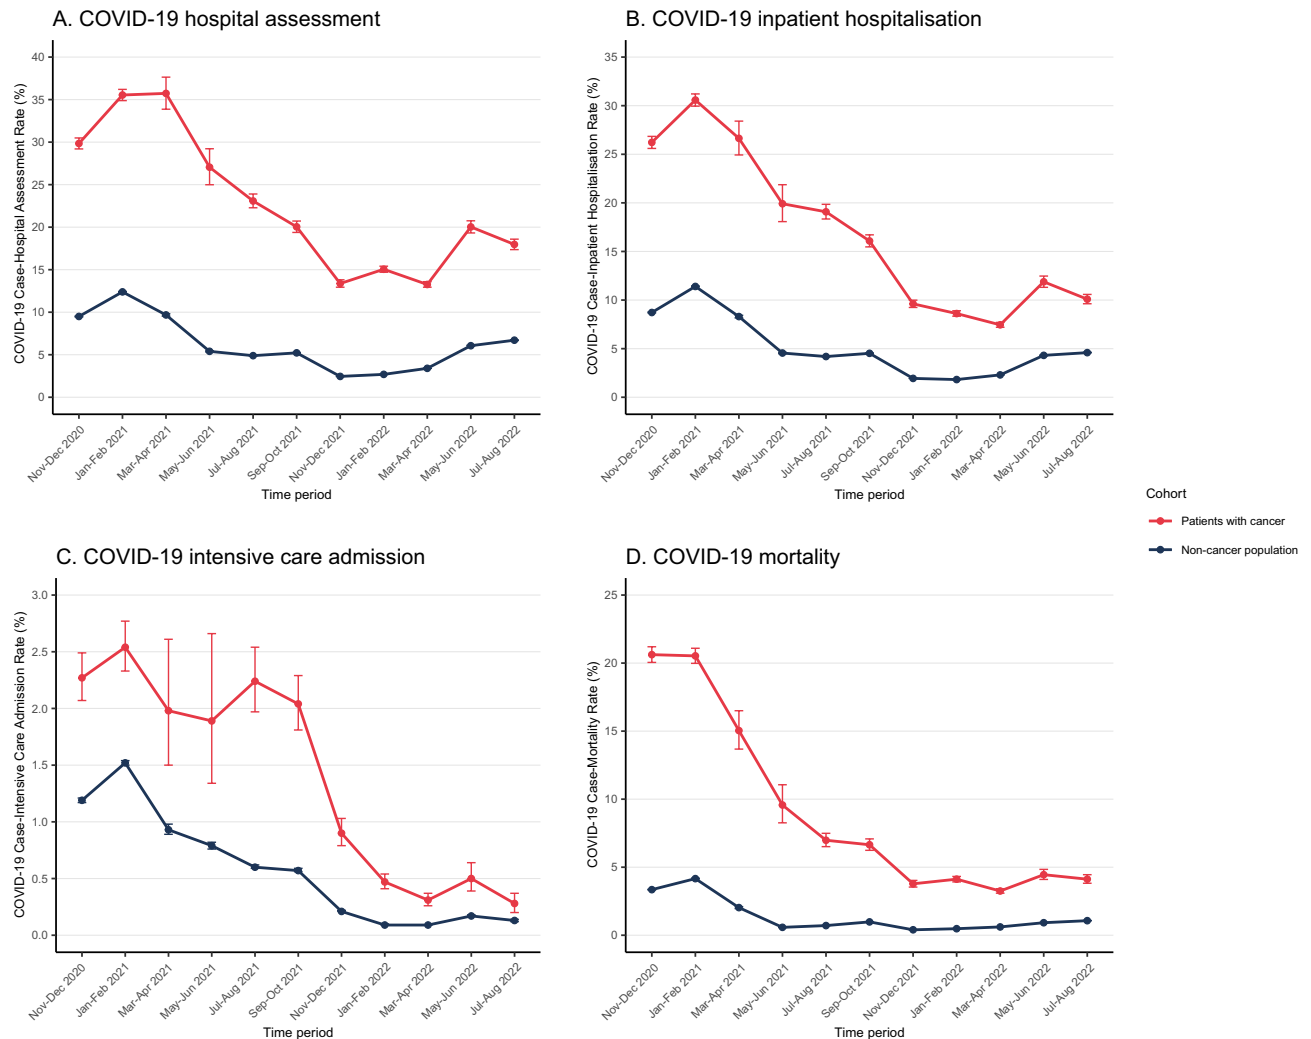 A. COVID-19 hospital assessment
COVID-19 Case-Hospital Assessment Rate (%)
40
35
30
25
20
15
10
5
0
Nov-Dec 2020
Jan-Feb 2021
Mar-Apr 2021
May-Jun 2021
Jul-Aug 2021
Sep-Oct 2021
Nov-Dec 2021
Jan-Feb 2022
Mar-Apr 2022
May-Jun 2022
Jul-Aug 2022
Time period
B. COVID-19 inpatient hospitalisation
COVID-19 Case-Inpatient Hospitalisation Rate (%)
35
30
25
20
15
10
5
0
Nov-Dec 2020
Jan-Feb 2021
Mar-Apr 2021
May-Jun 2021
Jul-Aug 2021
Sep-Oct 2021
Nov-Dec 2021
Jan-Feb 2022
Mar-Apr 2022
May-Jun 2022
Jul-Aug 2022
Time period
Cohort
Patients with cancer
Non-cancer population
C. COVID-19 intensive care admission
COVID-19 Case-Intensive Care Admission Rate (%)
3.0
2.5
2.0
1.5
1.0
0.5
0.0
Nov-Dec 2020
Jan-Feb 2021
Mar-Apr 2021
May-Jun 2021
Jul-Aug 2021
Sep-Oct 2021
Nov-Dec 2021
Jan-Feb 2022
Mar-Apr 2022
May-Jun 2022
Jul-Aug 2022
Time period
D. COVID-19 mortality
COVID-19 Case-Mortality Rate (%)
25
20
15
10
5
0
Nov-Dec 2020
Jan-Feb 2021
Mar-Apr 2021
May-Jun 2021
Jul-Aug 2021
Sep-Oct 2021
Nov-Dec 2021
Jan-Feb 2022
Mar-Apr 2022
May-Jun 2022
Jul-Aug 2022
Time period